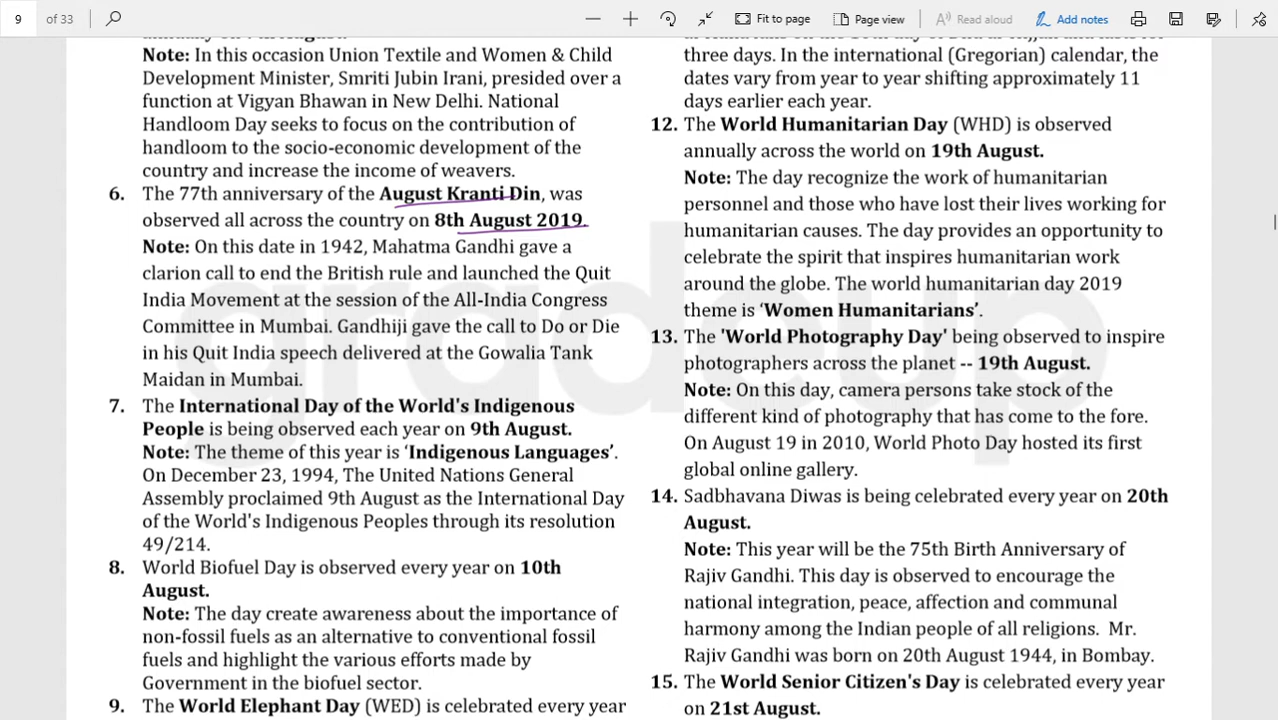 9 of 33
Fit to page
Page view
Read aloud
Add notes
Note: In this occasion Union Textile and Women & Child
Development Minister, Smriti Jubin Irani, presided over a
function at Vigyan Bhawan in New Delhi. National
Handloom Day seeks to focus on the contribution of
handloom to the socio-economic development of the
country and increase the income of weavers.
6. The 77th anniversary of the August Kranti Din, was
observed all across the country on 8th August 2019.
Note: On this date in 1942, Mahatma Gandhi gave a
clarion call to end the British rule and launched the Quit
India Movement at the session of the All-India Congress
Committee in Mumbai. Gandhiji gave the call to Do or Die
in his Quit India speech delivered at the Gowalia Tank
Maidan in Mumbai.
7. The International Day of the World's Indigenous
People is being observed each year on 9th August.
Note: The theme of this year is ‘Indigenous Languages’.
On December 23, 1994, The United Nations General
Assembly proclaimed 9th August as the International Day
of the World's Indigenous Peoples through its resolution
49/214.
8. World Biofuel Day is observed every year on 10th
August.
Note: The day create awareness about the importance of
non-fossil fuels as an alternative to conventional fossil
fuels and highlight the various efforts made by
Government in the biofuel sector.
9. The World Elephant Day (WED) is celebrated every year
three days. In the international (Gregorian) calendar, the
dates vary from year to year shifting approximately 11
days earlier each year.
12. The World Humanitarian Day (WHD) is observed
annually across the world on 19th August.
Note: The day recognize the work of humanitarian
personnel and those who have lost their lives working for
humanitarian causes. The day provides an opportunity to
celebrate the spirit that inspires humanitarian work
around the globe. The world humanitarian day 2019
theme is ‘Women Humanitarians’.
13. The 'World Photography Day' being observed to inspire
photographers across the planet -- 19th August.
Note: On this day, camera persons take stock of the
different kind of photography that has come to the fore.
On August 19 in 2010, World Photo Day hosted its first
global online gallery.
14. Sadbhavana Diwas is being celebrated every year on 20th
August.
Note: This year will be the 75th Birth Anniversary of
Rajiv Gandhi. This day is observed to encourage the
national integration, peace, affection and communal
harmony among the Indian people of all religions. Mr.
Rajiv Gandhi was born on 20th August 1944, in Bombay.
15. The World Senior Citizen's Day is celebrated every year
on 21st August.
gradeup